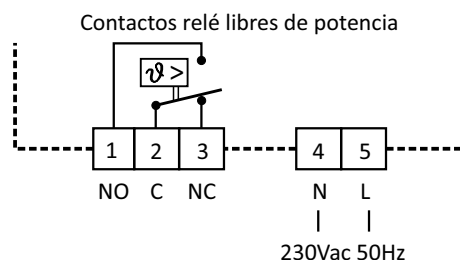 Contactos relé libres de potencia
ϑ >
1 2 3 4 5
NO C NC N L
230Vac 50Hz